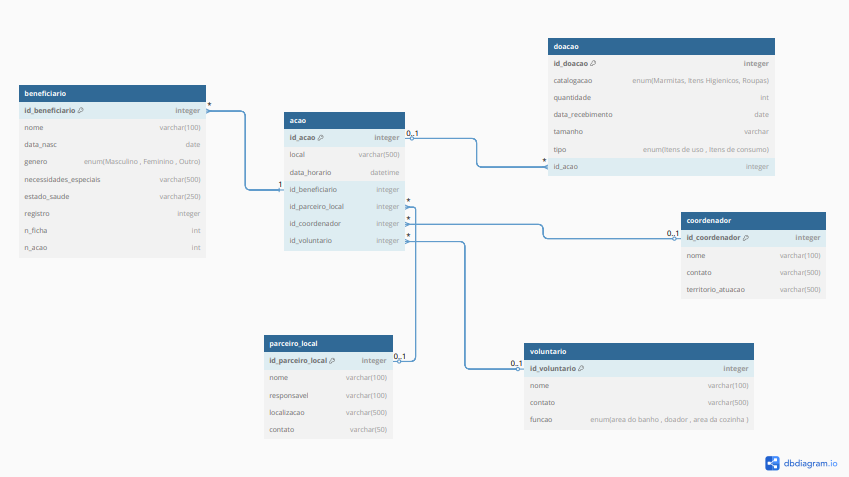 beneficiario
id_beneficiario integer
nome varchar(100)
data_nasc date
genero enum(Masculino , Feminino , Outro)
necessidades_especiais varchar(500)
estado_saude varchar(250)
registro integer
n_ficha int
n_acao int
*
1
acao
id_acao integer
local varchar(500)
data_horario datetime
id_beneficiario integer
id_parceiro_local integer
id_coordenador integer
id_voluntario integer
0..1
*
*
*
*
doacao
id_doacao integer
catalogacao enum(Marmitas, Itens Higienicos, Roupas)
quantidade int
data_recebimento date
tamanho varchar
tipo enum(Itens de uso , Itens de consumo)
id_acao integer
0..1
coordenador
id_coordenador integer
nome varchar(100)
contato varchar(500)
territorio_atuacao varchar(500)
parceiro_local
id_parceiro_local integer
nome varchar(100)
responsavel varchar(100)
localizacao varchar(500)
contato varchar(50)
0..1
0..1
voluntario
id_voluntario integer
nome varchar(100)
contato varchar(500)
funcao enum(area do banho , doador , area da cozinha )
dbdiagram.io